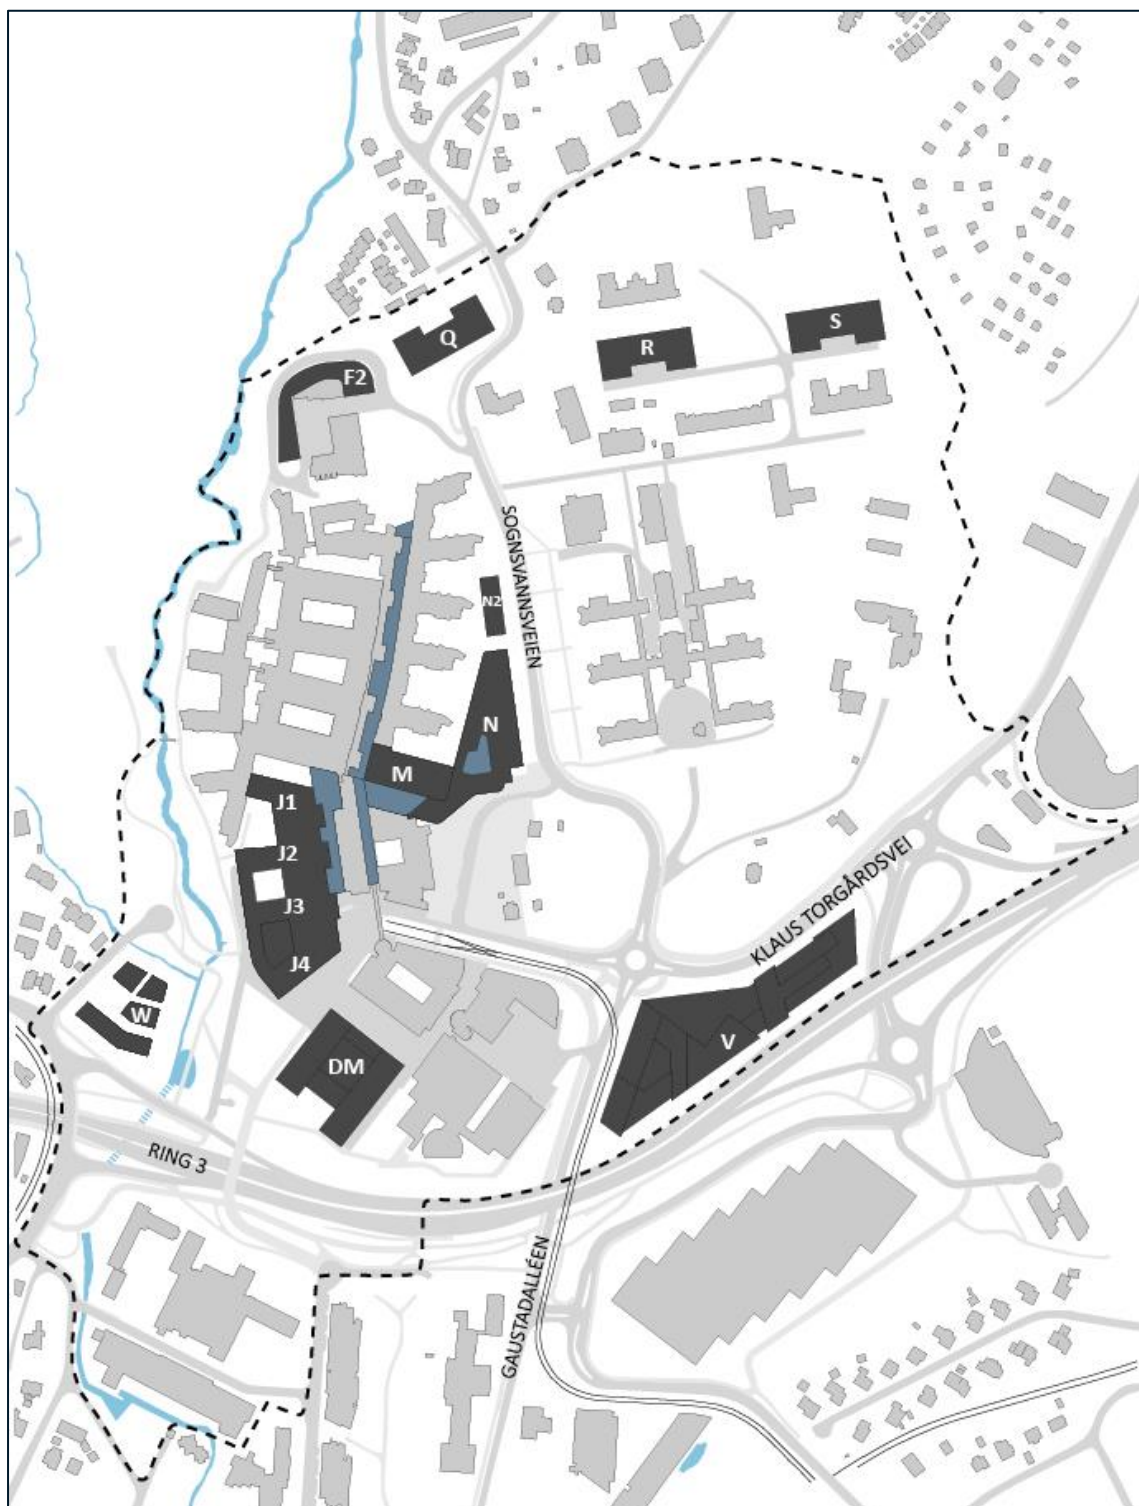 Q
R
S
F2
SOGNSVANNSVEIEN
N2
N
M
J1
J2
J3
J4
KLAUS TORGÅRDSVEI
W
V
DM
RING 3
GAUSTADALLÉEN